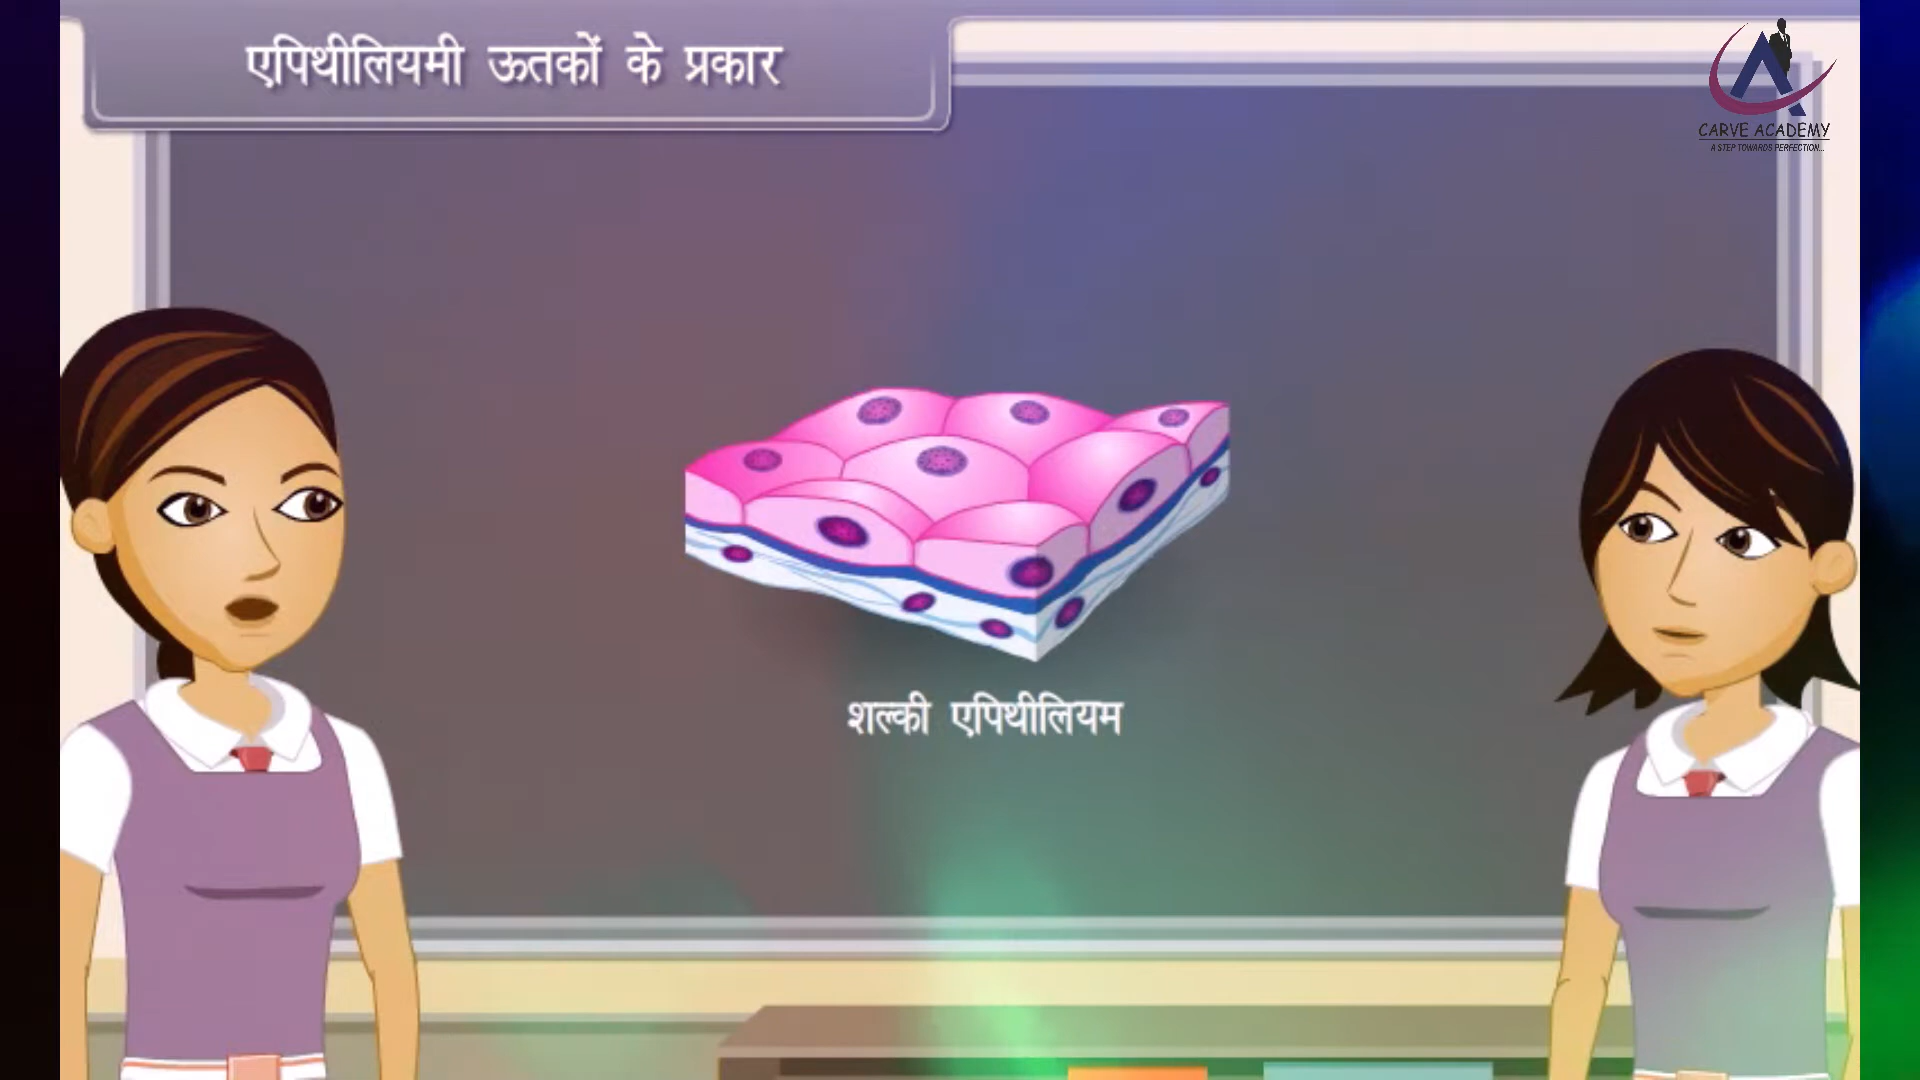 एपिथीलियमी ऊतकों के प्रकार
CARVE ACADEMY
A STEP TOWARDS PERFECTION...
शल्की एपिथीलियम